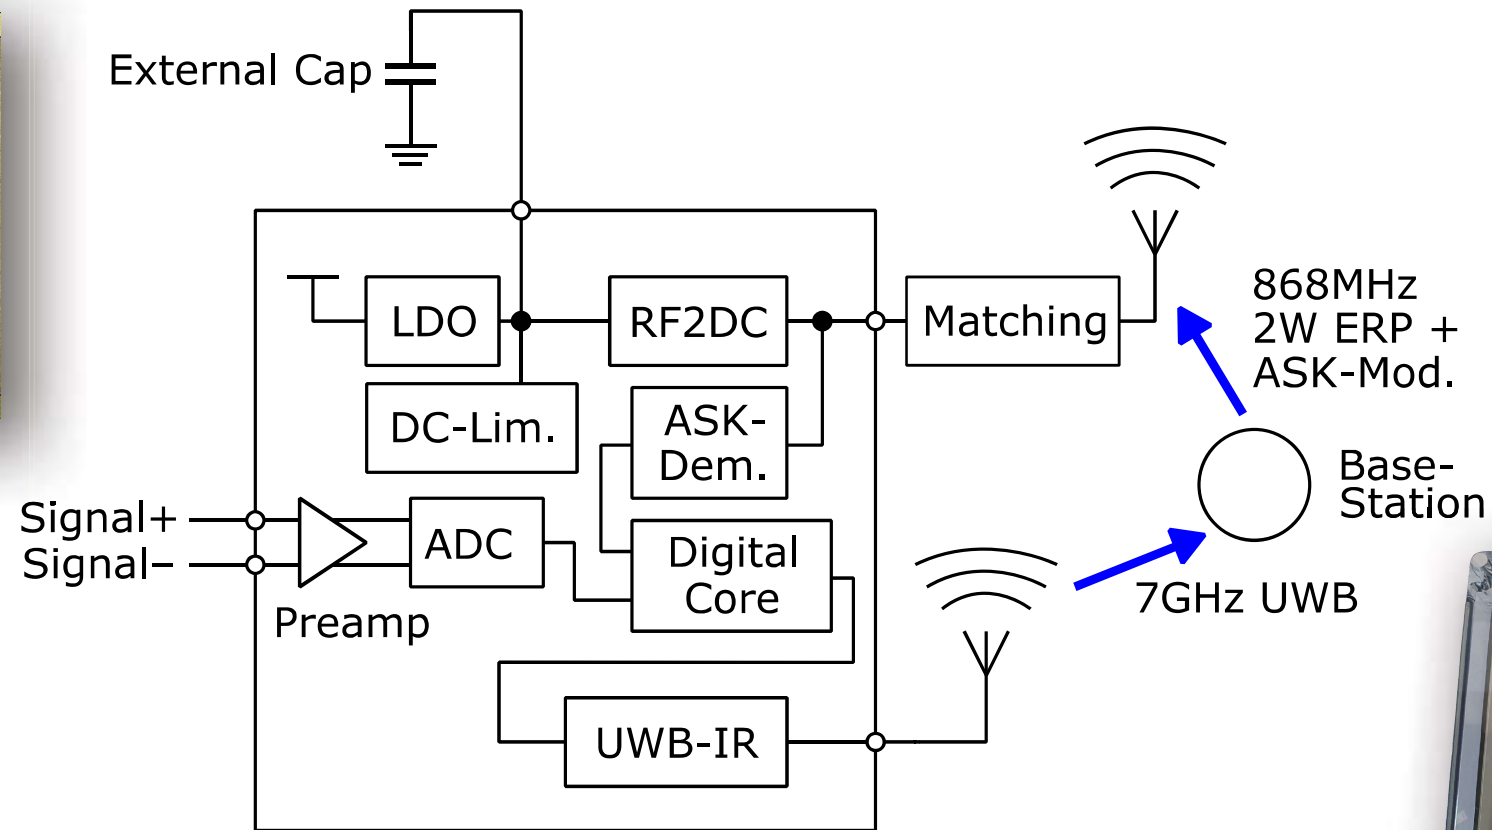 External Cap
868MHz
2W ERP +
ASK-Mod.
LDO
RF2DC
Matching
DC-Lim.
ASK-
Dem.
Base-
Station
Signal+
Signal-
ADC
Digital
Core
Preamp
7GHz UWB
UWB-IR